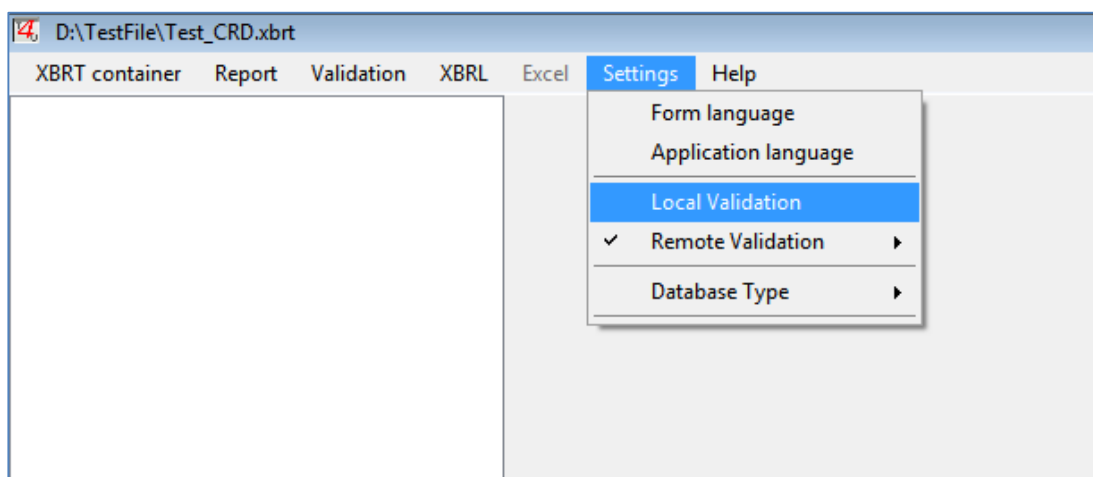 D:\TestFile\Test_CRD.xbrt
XBRT container Report Validation XBRL Excel Settings Help
Form language
Application language
Local Validation
Remote Validation
Database Type